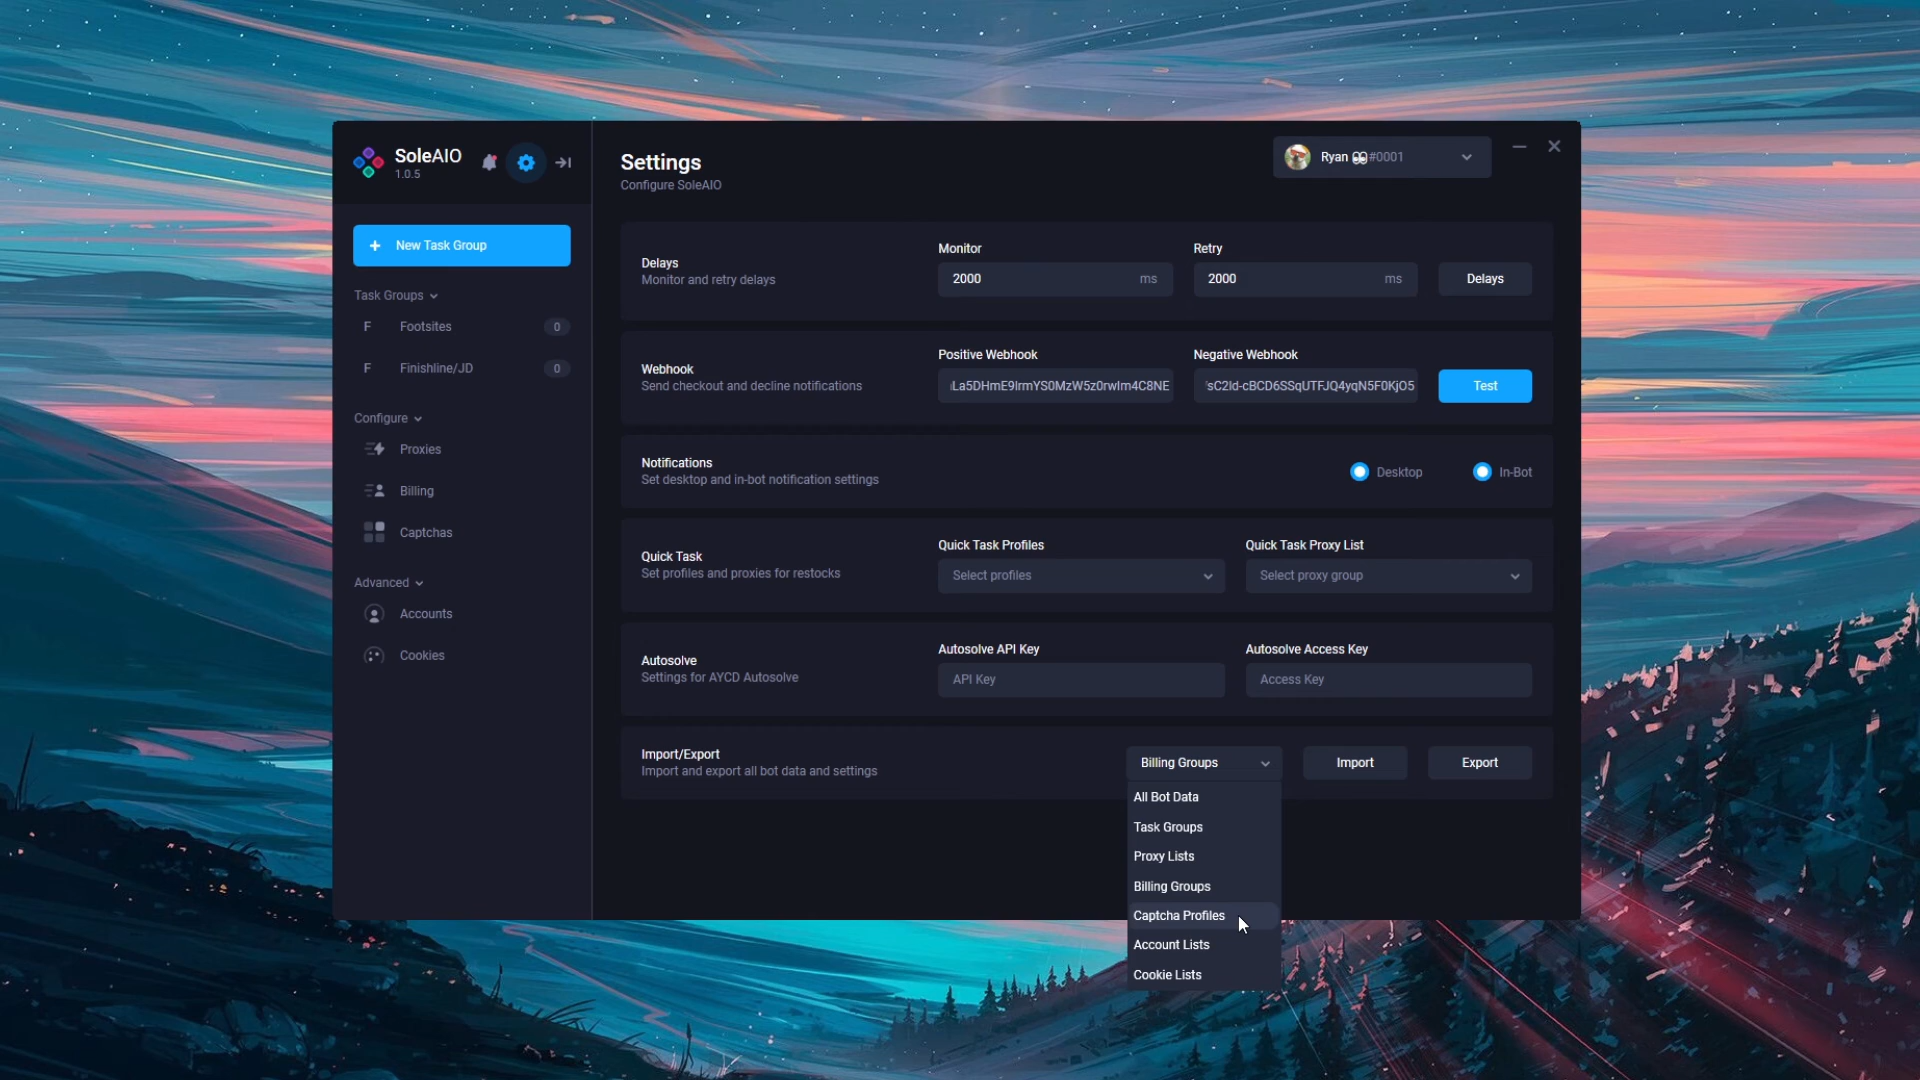 SoleAIO
1.0.5
Settings
Configure SoleAIO
Ryan 👀#0001
New Task Group
Task Groups
F Footsites 0
F Finishline/JD 0
Configure
Proxies
Billing
Captchas
Advanced
Accounts
Cookies
Delays
Monitor and retry delays
Monitor
2000 ms
Retry
2000 ms
Delays
Webhook
Send checkout and decline notifications
Positive Webhook
Negative Webhook
Test
Notifications
Set desktop and in-bot notification settings
Desktop
In-Bot
Quick Task
Set profiles and proxies for restocks
Quick Task Profiles
Select profiles
Quick Task Proxy List
Select proxy group
Autosolve
Settings for AYCD Autosolve
Autosolve API Key
API Key
Autosolve Access Key
Access Key
Import/Export
Import and export all bot data and settings
Billing Groups
Import
Export
All Bot Data
Task Groups
Proxy Lists
Billing Groups
Captcha Profiles
Account Lists
Cookie Lists